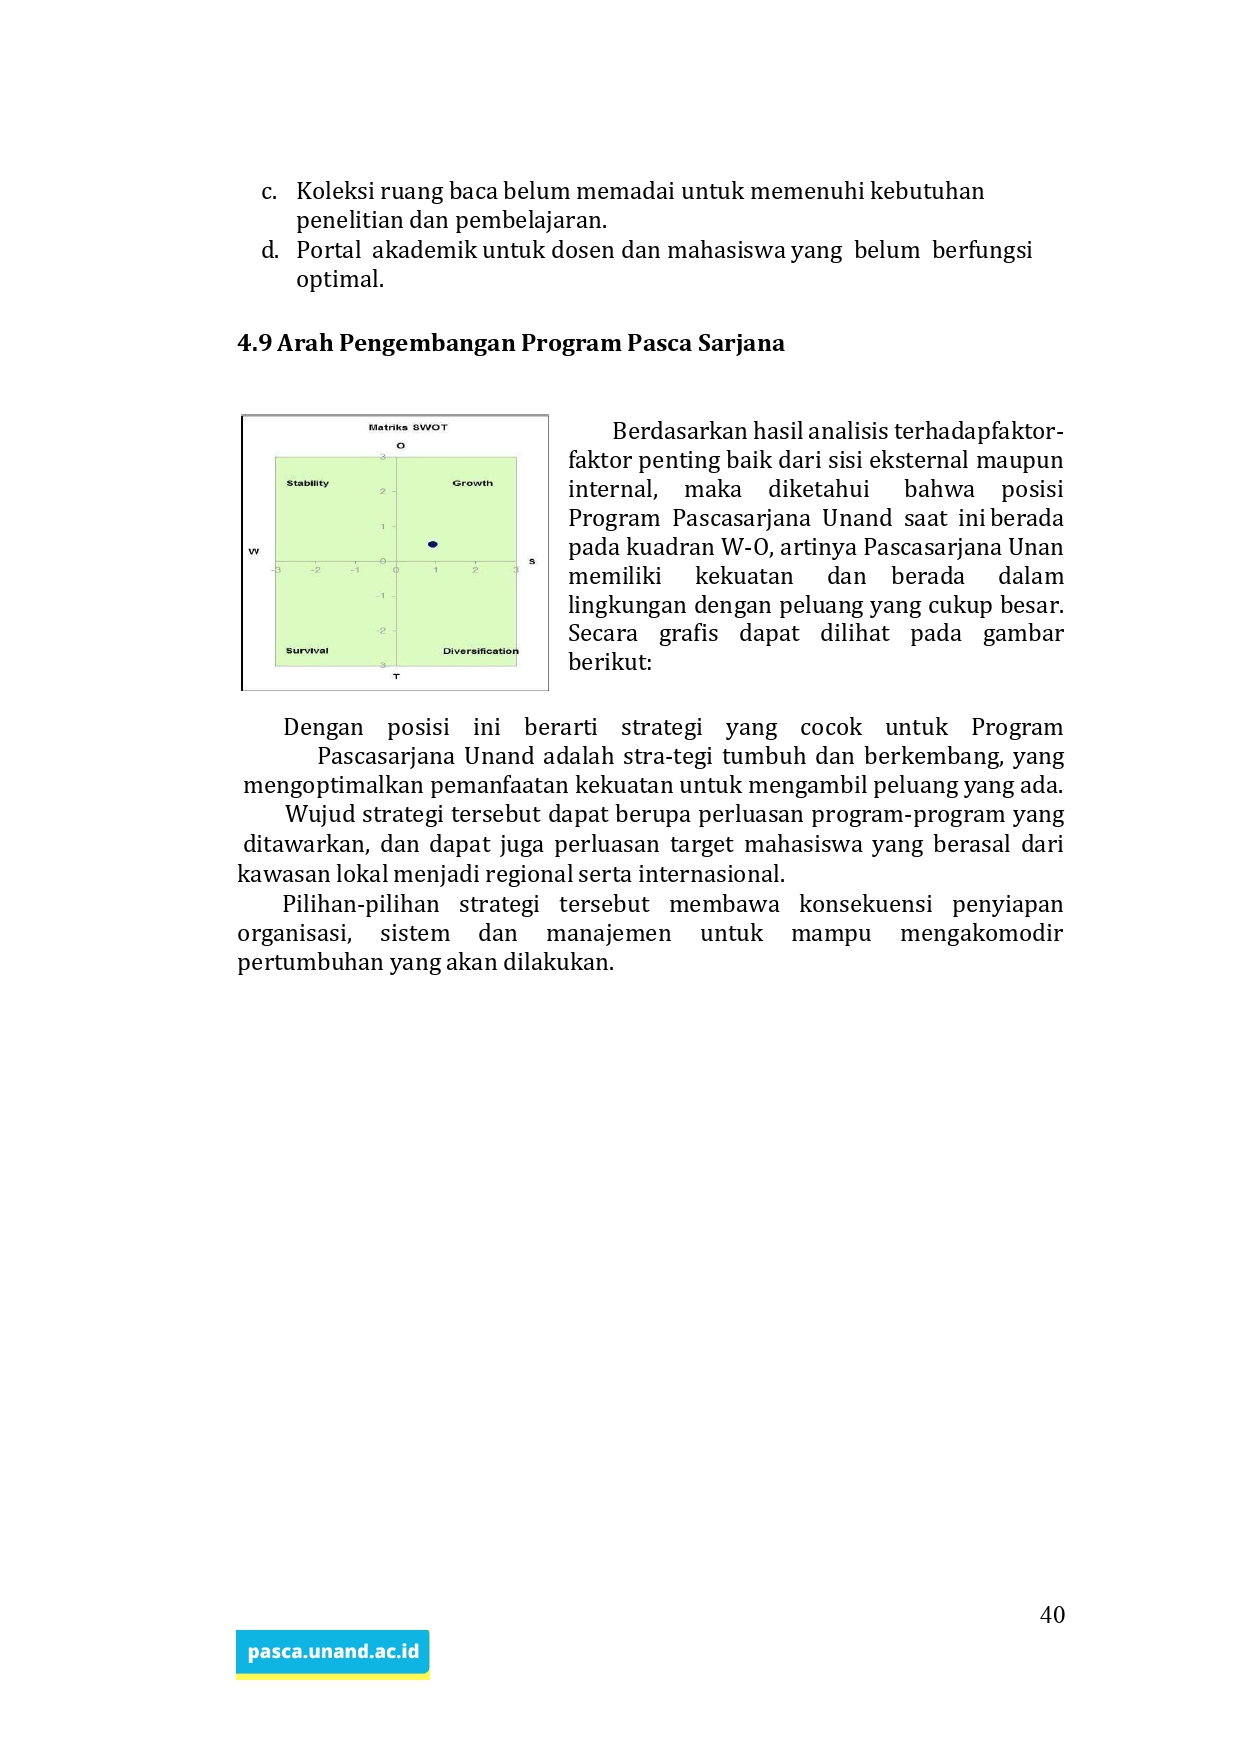 c. Koleksi ruang baca belum memadai untuk memenuhi kebutuhan
penelitian dan pembelajaran.
d. Portal akademik untuk dosen dan mahasiswa yang belum berfungsi
optimal.
4.9 Arah Pengembangan Program Pasca Sarjana
Matriks SWOT
O
3
Stability
Growth
2
1
W
0
S
-3 -2 -1 0 1 2 3
-1
-2
Survival
Diversification
3
T
Berdasarkan hasil analisis terhadapfaktor-
faktor penting baik dari sisi eksternal maupun
internal, maka diketahui bahwa posisi
Program Pascasarjana Unand saat ini berada
pada kuadran W-O, artinya Pascasarjana Unan
memiliki kekuatan dan berada dalam
lingkungan dengan peluang yang cukup besar.
Secara grafis dapat dilihat pada gambar
berikut:
Dengan posisi ini berarti strategi yang cocok untuk Program
Pascasarjana Unand adalah stra-tegi tumbuh dan berkembang, yang
mengoptimalkan pemanfaatan kekuatan untuk mengambil peluang yang ada.
Wujud strategi tersebut dapat berupa perluasan program-program yang
ditawarkan, dan dapat juga perluasan target mahasiswa yang berasal dari
kawasan lokal menjadi regional serta internasional.
Pilihan-pilihan strategi tersebut membawa konsekuensi penyiapan
organisasi, sistem dan manajemen untuk mampu mengakomodir
pertumbuhan yang akan dilakukan.
40
pasca.unand.ac.id